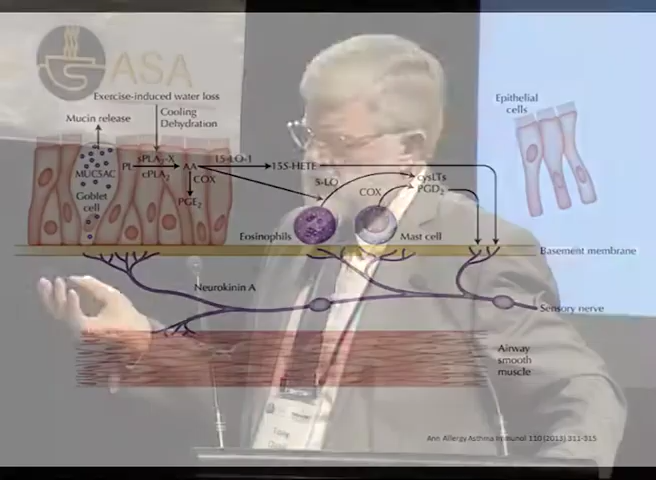 ASA
Exercise-induced water loss
Mucin release
Cooling
Dehydration
Epithelial
cells
sPLA₂-X
15-LO-1
15S-HETE
PI
AA
cPLA₂
MUC5AC
COX
5-LO
cysLTs
COX
PGD₂
Goblet
cell
PGE₂
Eosinophils
Mast cell
Basement membrane
Neurokinin A
Sensory nerve
Airway
smooth
muscle
Ann Allergy Asthma Immunol 110 (2013) 311-315